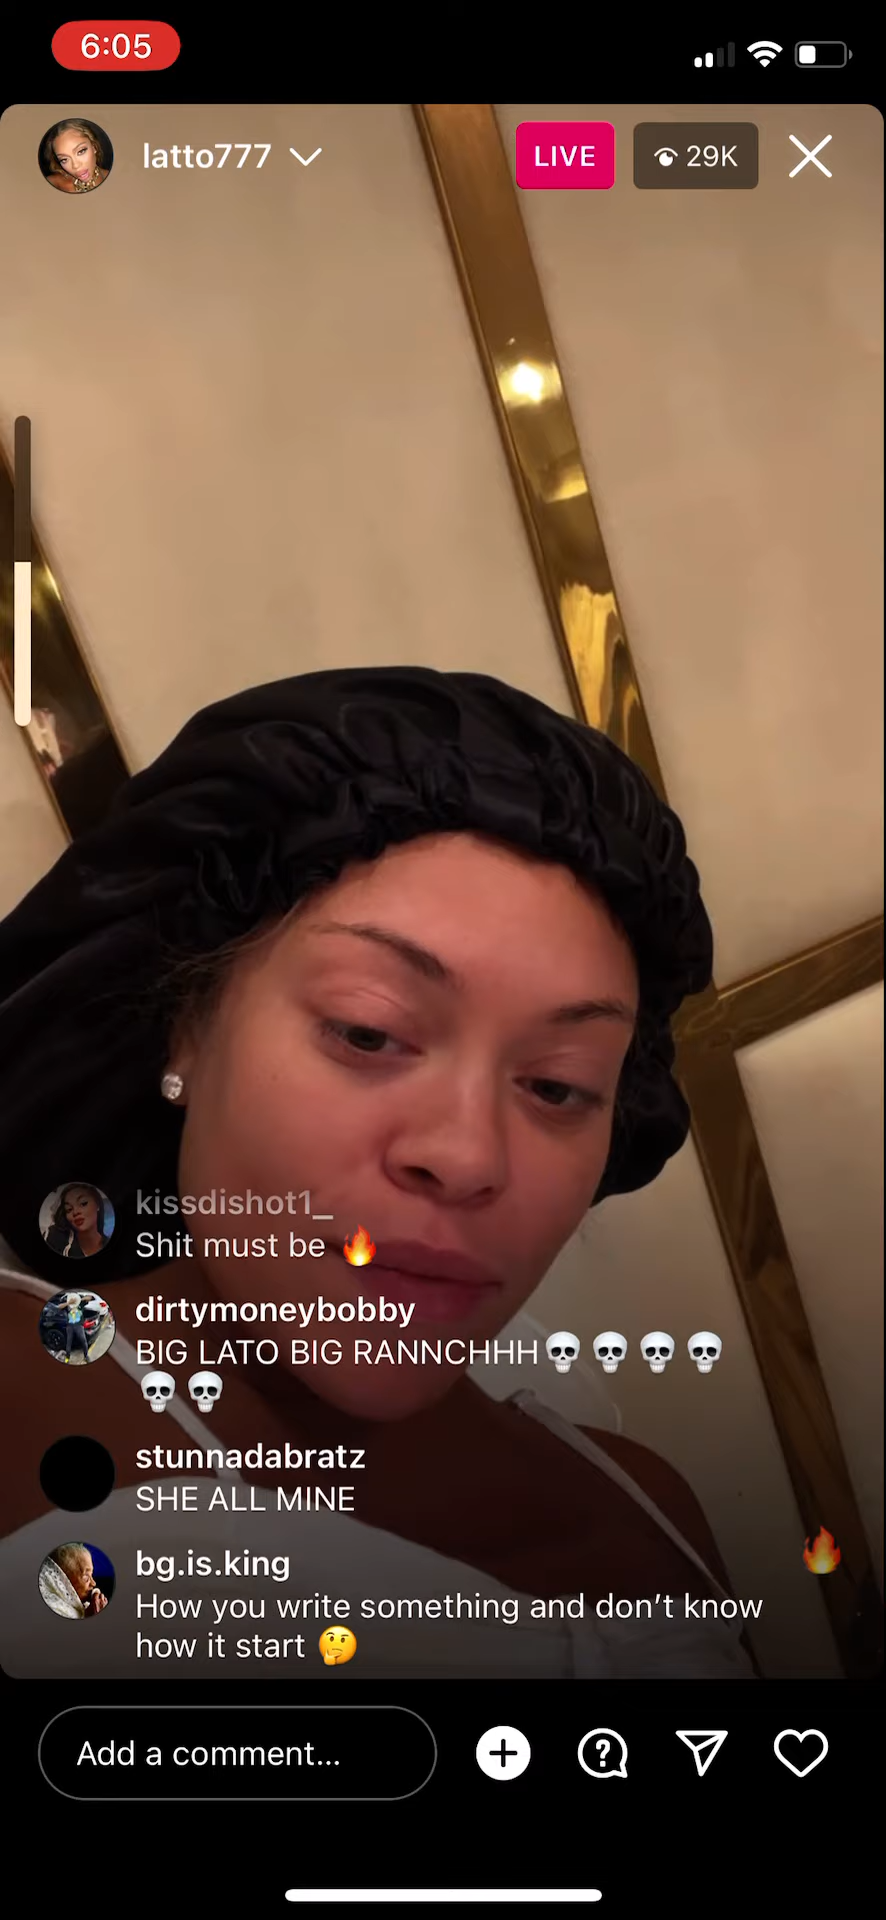 6:05
latto777
LIVE
29K
kissdishot1_
Shit must be 🔥
dirtymoneybobby
BIG LATO BIG RANNCHHH💀💀💀💀
💀💀
stunnadabratz
SHE ALL MINE
bg.is.king
How you write something and don’t know
how it start 🤔
Add a comment...